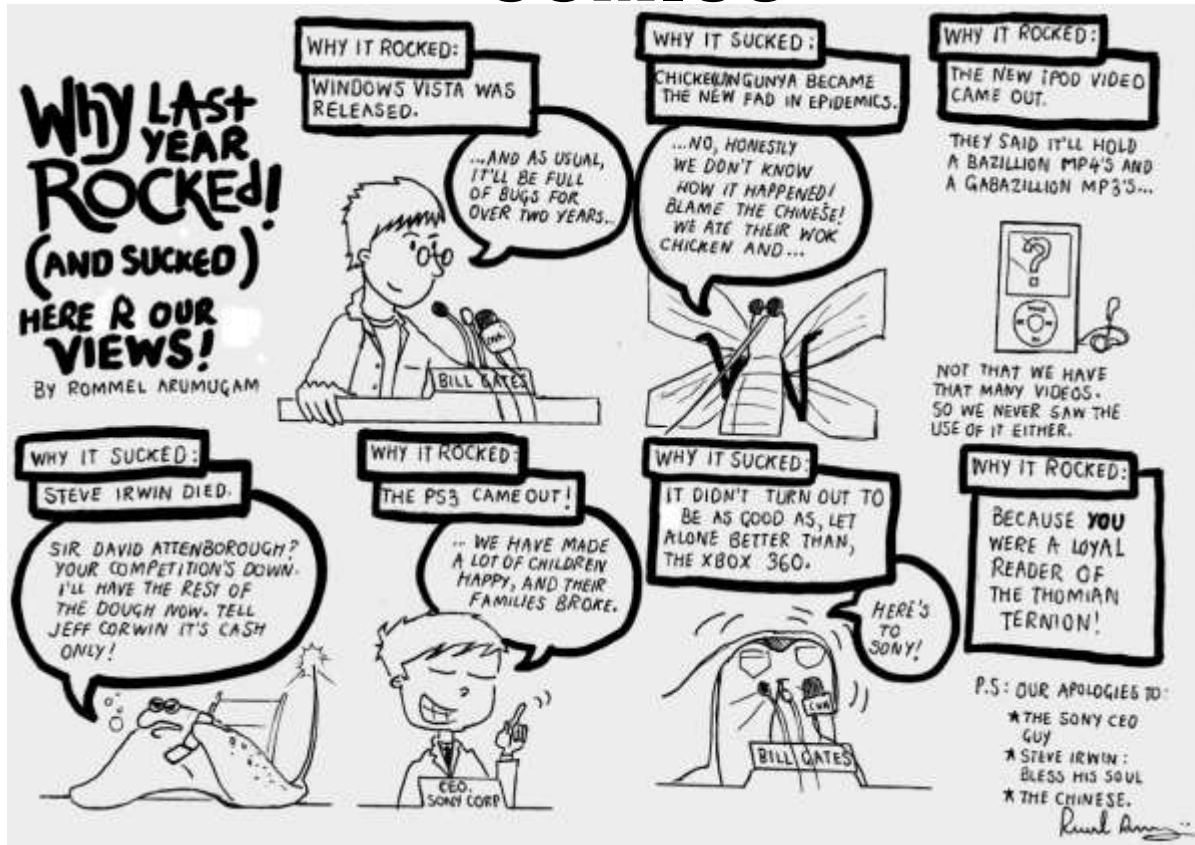 WHY LAST
YEAR
ROCKED!
(AND SUCKED)
HERE R OUR
VIEWS!
BY ROMMEL ARUMUGAM
WHY IT ROCKED:
WINDOWS VISTA WAS
RELEASED.
...AND AS USUAL,
IT'LL BE FULL
OF BUGS FOR
OVER TWO YEARS...
CNN
BILL GATES
WHY IT SUCKED:
CHICKEUNGUNYA BECAME
THE NEW FAD IN EPIDEMICS.
...NO, HONESTLY
WE DON'T KNOW
HOW IT HAPPENED!
BLAME THE CHINESE!
WE ATE THEIR WOK
CHICKEN AND...
WHY IT ROCKED:
THE NEW iPOD VIDEO
CAME OUT.
THEY SAID IT'LL HOLD
A BAZILLION MP4'S AND
A GABAZILLION MP3'S...
?
NOT THAT WE HAVE
THAT MANY VIDEOS.
SO WE NEVER SAW THE
USE OF IT EITHER.
WHY IT SUCKED:
STEVE IRWIN DIED.
SIR DAVID ATTENBOROUGH?
YOUR COMPETITION'S DOWN.
I'LL HAVE THE REST OF
THE DOUGH NOW. TELL
JEFF CORWIN IT'S CASH
ONLY!
WHY IT ROCKED:
THE PS3 CAME OUT!
... WE HAVE MADE
A LOT OF CHILDREN
HAPPY, AND THEIR
FAMILIES BROKE.
CEO.
SONY CORP
WHY IT SUCKED:
IT DIDN'T TURN OUT TO
BE AS GOOD AS, LET
ALONE BETTER THAN,
THE XBOX 360.
HERE'S
TO
SONY!
CNN
BILL GATES
WHY IT ROCKED:
BECAUSE YOU
WERE A LOYAL
READER OF
THE THOMIAN
TERNION!
P.S: OUR APOLOGIES TO:
★ THE SONY CEO
GUY
★ STEVE IRWIN:
BLESS HIS SOUL
★ THE CHINESE.